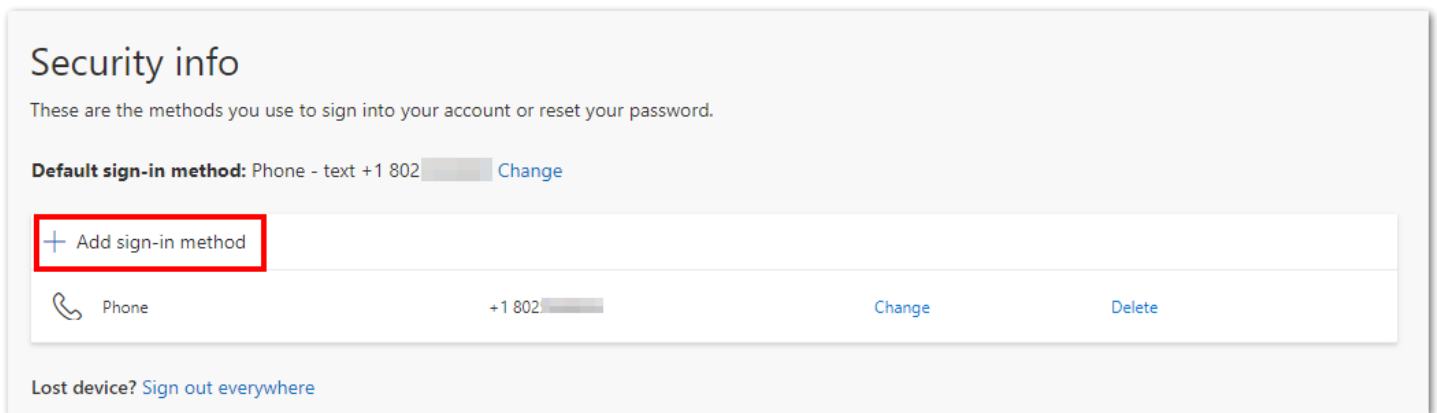 Security info
These are the methods you use to sign into your account or reset your password.
Default sign-in method: Phone - text +1 802 Change
Add sign-in method
Phone +1 802 Change Delete
Lost device? Sign out everywhere